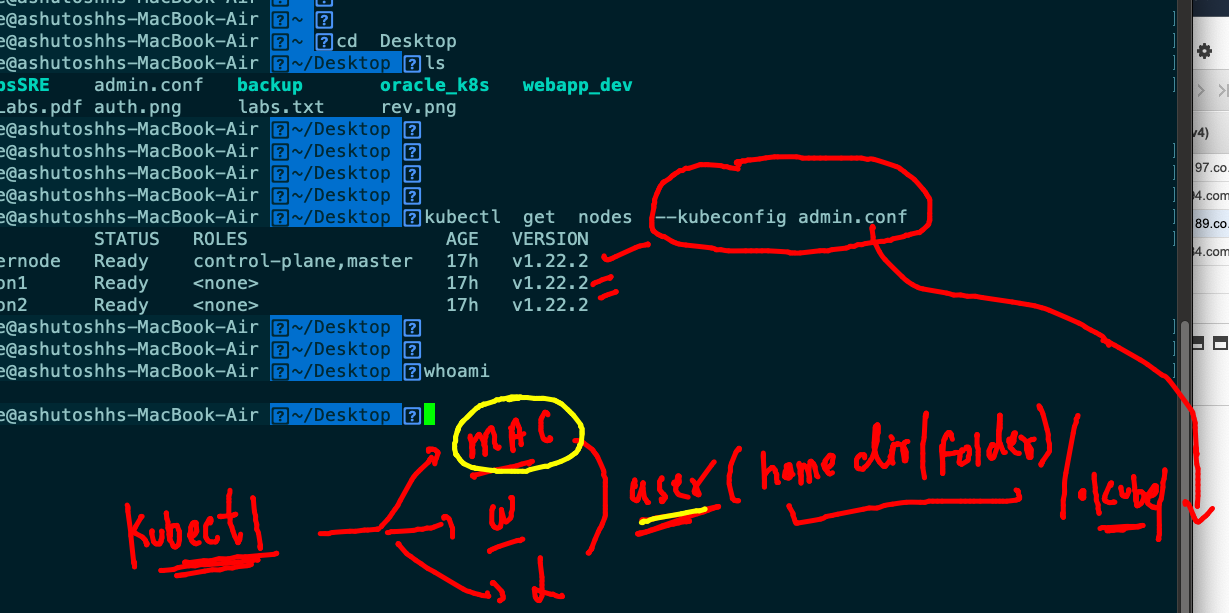 e@ashutoshhs-MacBook-Air ~
e@ashutoshhs-MacBook-Air ~ cd Desktop
e@ashutoshhs-MacBook-Air ~/Desktop ls
psSRE admin.conf backup oracle_k8s webapp_dev
Labs.pdf auth.png labs.txt rev.png
e@ashutoshhs-MacBook-Air ~/Desktop
e@ashutoshhs-MacBook-Air ~/Desktop
e@ashutoshhs-MacBook-Air ~/Desktop
e@ashutoshhs-MacBook-Air ~/Desktop
e@ashutoshhs-MacBook-Air ~/Desktop kubectl get nodes --kubeconfig admin.conf
STATUS ROLES AGE VERSION
ernode Ready control-plane,master 17h v1.22.2
on1 Ready <none> 17h v1.22.2
on2 Ready <none> 17h v1.22.2
e@ashutoshhs-MacBook-Air ~/Desktop
e@ashutoshhs-MacBook-Air ~/Desktop
e@ashutoshhs-MacBook-Air ~/Desktop whoami
e@ashutoshhs-MacBook-Air ~/Desktop
mAC
user (home dir/folder) / .kube/
kubectl
w
L
v4)
97.co.
94.com
89.co.
84.com